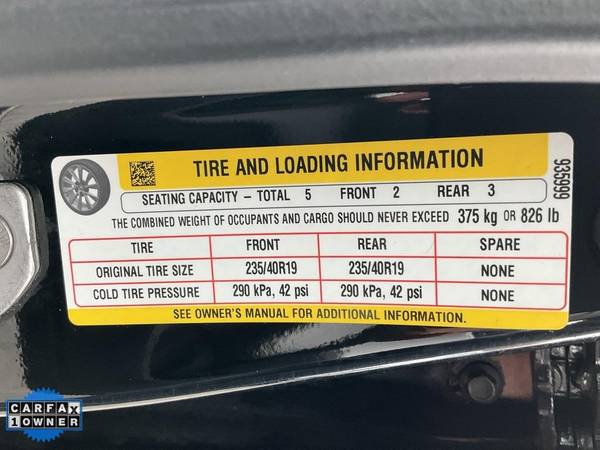 TIRE AND LOADING INFORMATION
SEATING CAPACITY - TOTAL 5 FRONT 2 REAR 3
THE COMBINED WEIGHT OF OCCUPANTS AND CARGO SHOULD NEVER EXCEED 375 kg OR 826 lb
TIRE FRONT REAR SPARE
ORIGINAL TIRE SIZE 235/40R19 235/40R19 NONE
COLD TIRE PRESSURE 290 kPa, 42 psi 290 kPa, 42 psi NONE
SEE OWNER'S MANUAL FOR ADDITIONAL INFORMATION.
935699
CARFAX
1 OWNER